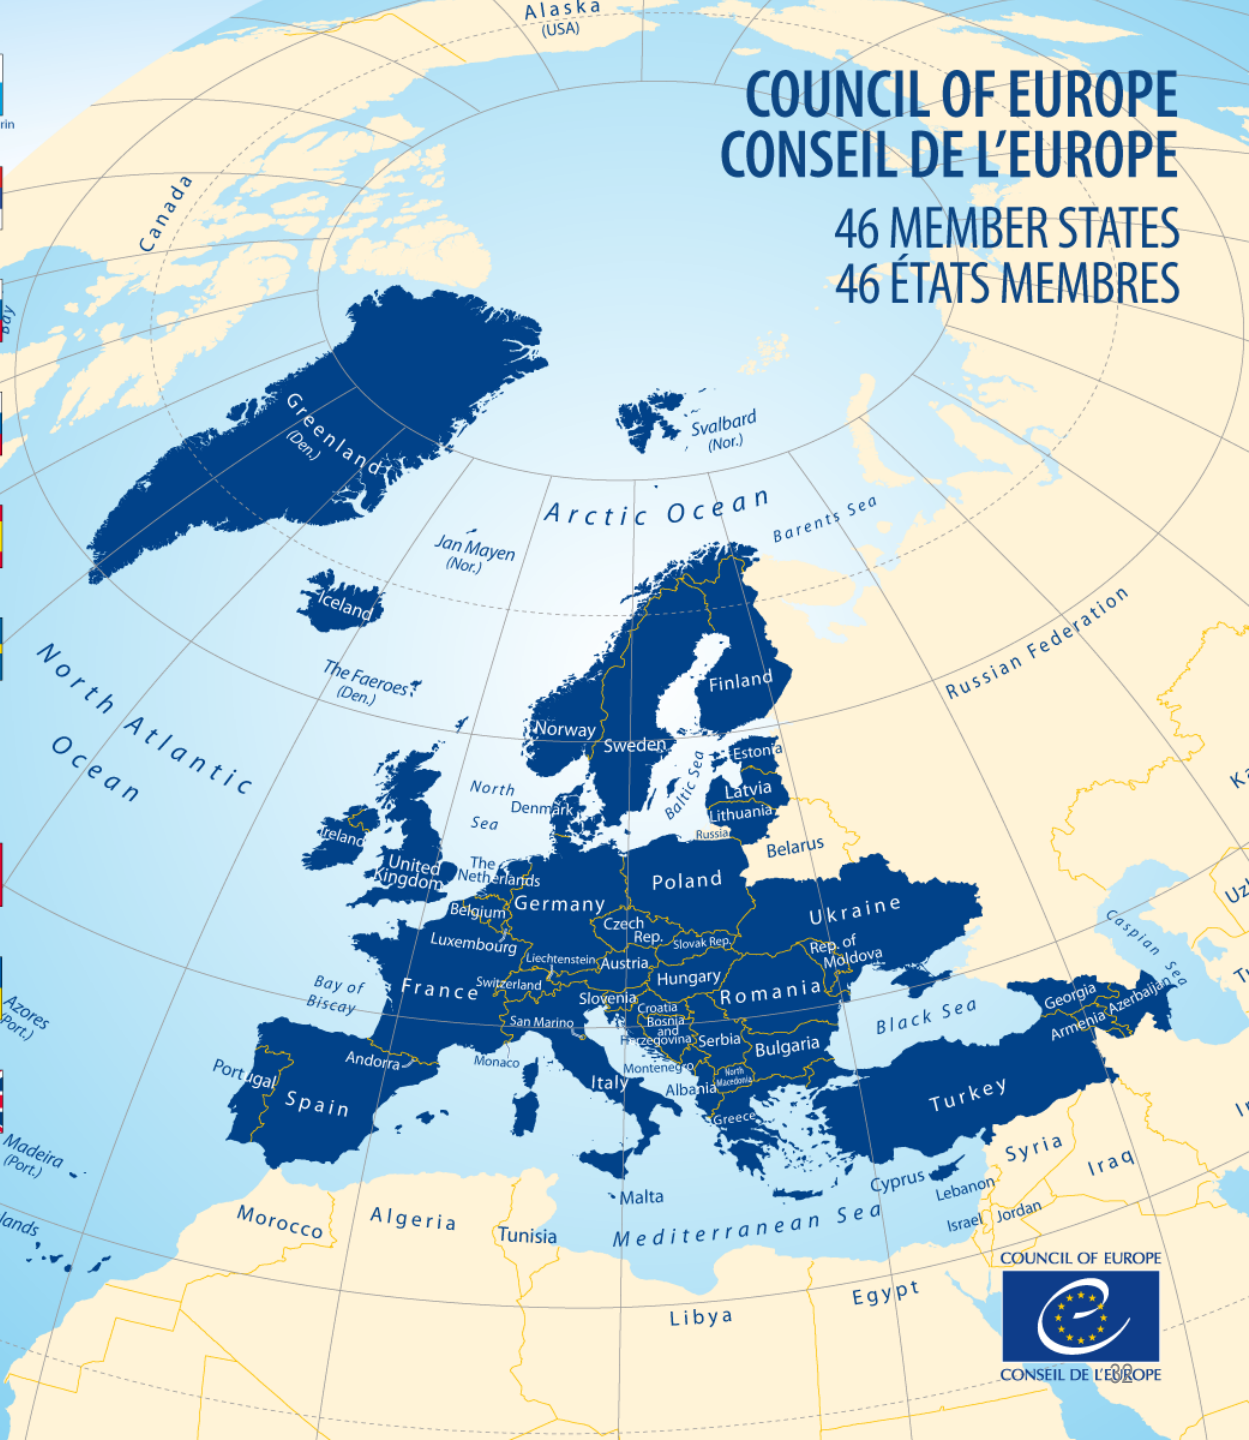 Alaska
(USA)
COUNCIL OF EUROPE
CONSEIL DE L'EUROPE
46 MEMBER STATES
46 ÉTATS MEMBRES
rin
Canada
Bay
Greenland
(Den.)
Svalbard
(Nor.)
Arctic Ocean
Barents Sea
Jan Mayen
(Nor.)
Iceland
Russian Federation
North Atlantic
Ocean
The Faeroes
(Den.)
Finland
Norway
Sweden
Estonia
Baltic Sea
Latvia
Lithuania
Russia
North
Sea
Denmark
Ireland
United
Kingdom
The
Netherlands
Belarus
Poland
Germany
Belgium
Ukraine
Czech
Rep.
Slovak Rep.
Luxembourg
Liechtenstein
Austria
Rep. of
Moldova
Hungary
France
Switzerland
Romania
Slovenia
Croatia
Bosnia
and
Herzegovina
Serbia
San Marino
Bay of
Biscay
Black Sea
Bulgaria
Georgia
Armenia
Azerbaijan
Caspian Sea
Ka
Uz
Azores
(Port.)
Andorra
Monaco
Montenegro
North
Macedonia
Albania
Italy
Portugal
Spain
Greece
Turkey
Madeira
(Port.)
Malta
Cyprus
Syria
Iraq
Lebanon
Israel
Jordan
Mediterranean Sea
Morocco
Algeria
Tunisia
lands
Libya
Egypt
COUNCIL OF EUROPE
CONSEIL DE L'EUROPE
32